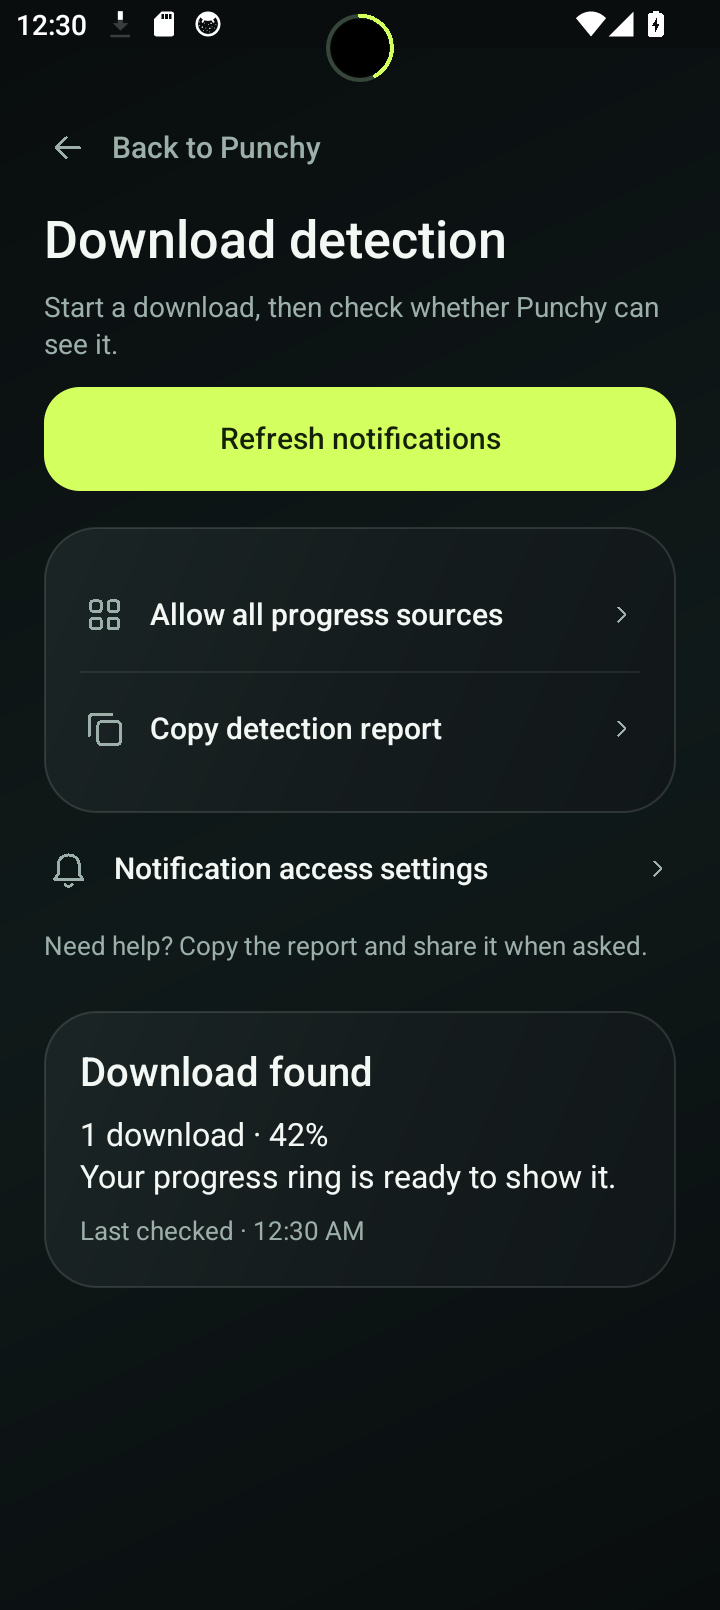 12:30
Back to Punchy
Download detection
Start a download, then check whether Punchy can
see it.
Refresh notifications
Allow all progress sources
Copy detection report
Notification access settings
Need help? Copy the report and share it when asked.
Download found
1 download · 42%
Your progress ring is ready to show it.
Last checked · 12:30 AM